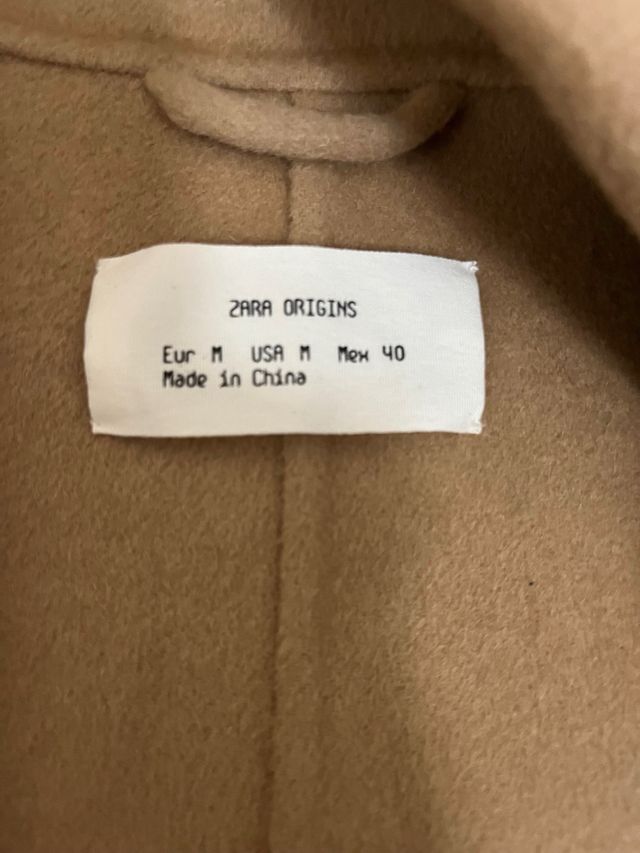 ZARA ORIGINS
Eur M USA M Mex 40
Made in China